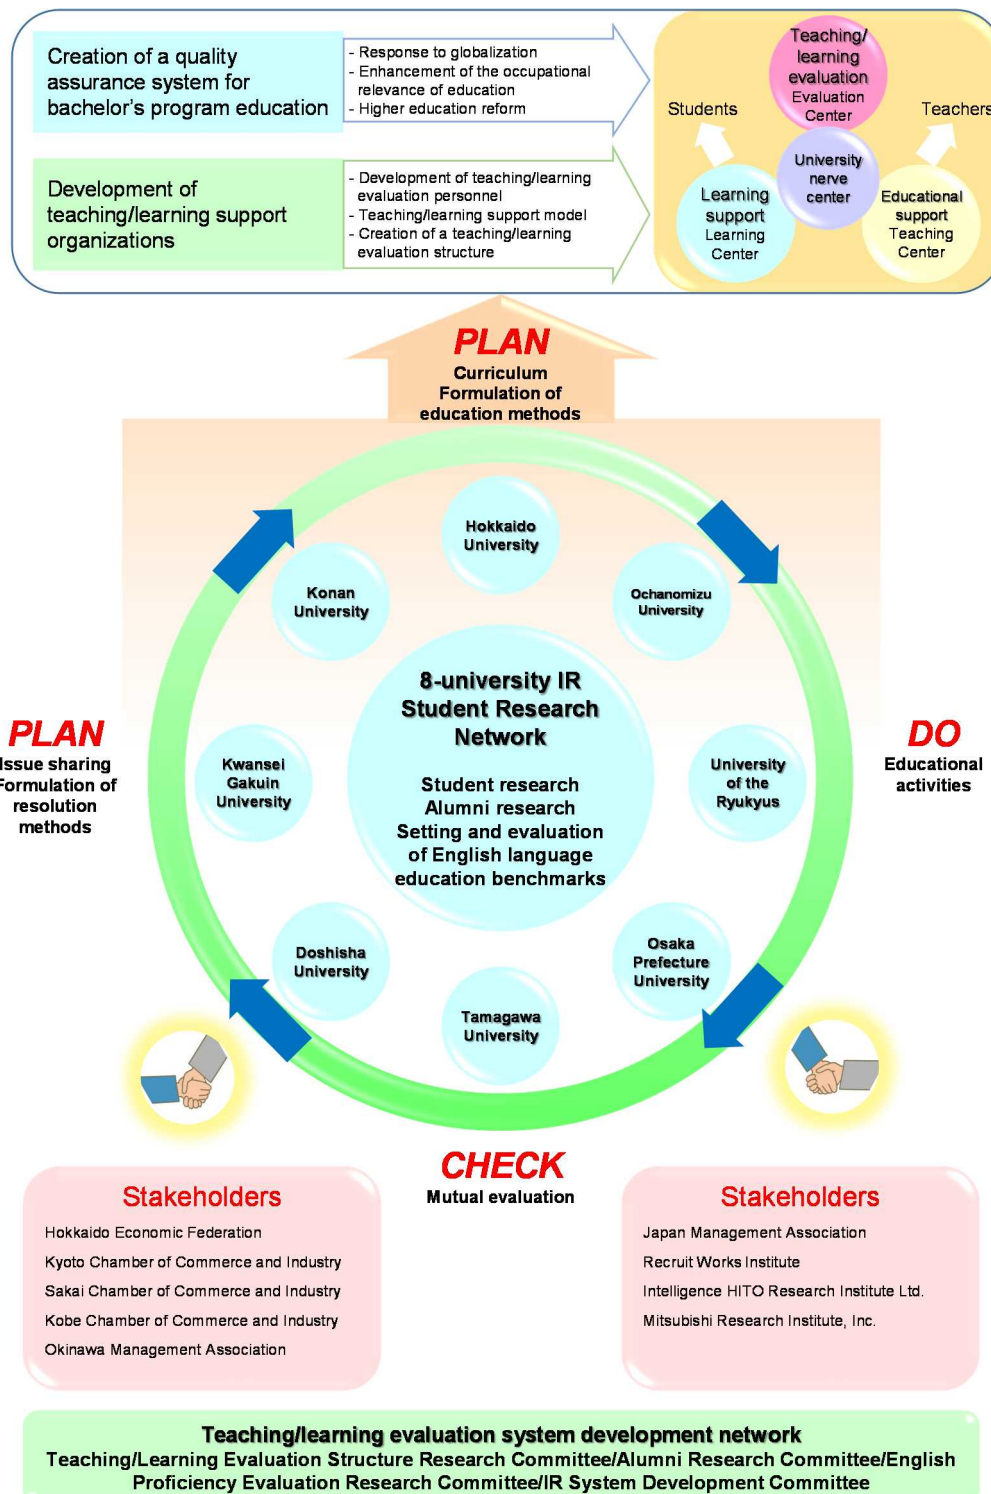 Creation of a quality
assurance system for
bachelor's program education
- Response to globalization
- Enhancement of the occupational
relevance of education
- Higher education reform
Development of
teaching/learning support
organizations
- Development of teaching/learning
evaluation personnel
- Teaching/learning support model
- Creation of a teaching/learning
evaluation structure
Teaching/
learning
evaluation
Evaluation
Center
Students
Teachers
University
nerve
center
Learning
support
Learning
Center
Educational
support
Teaching
Center
PLAN
Curriculum
Formulation of
education methods
Hokkaido
University
Konan
University
Ochanomizu
University
8-university IR
Student Research
Network
Student research
Alumni research
Setting and evaluation
of English language
education benchmarks
PLAN
Issue sharing
Formulation of
resolution
methods
Kwansei
Gakuin
University
University
of the
Ryukyus
DO
Educational
activities
Doshisha
University
Osaka
Prefecture
University
Tamagawa
University
CHECK
Mutual evaluation
Stakeholders
Hokkaido Economic Federation
Kyoto Chamber of Commerce and Industry
Sakai Chamber of Commerce and Industry
Kobe Chamber of Commerce and Industry
Okinawa Management Association
Stakeholders
Japan Management Association
Recruit Works Institute
Intelligence HITO Research Institute Ltd.
Mitsubishi Research Institute, Inc.
Teaching/learning evaluation system development network
Teaching/Learning Evaluation Structure Research Committee/Alumni Research Committee/English
Proficiency Evaluation Research Committee/IR System Development Committee